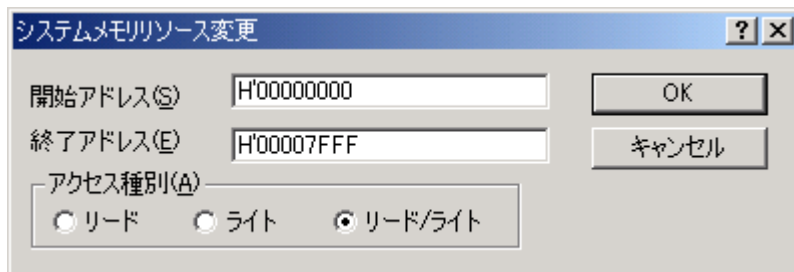 システムメモリリソース変更
開始アドレス(S) H'00000000 OK
終了アドレス(E) H'00007FFF キャンセル
アクセス種別(A)
リード ライト リード/ライト